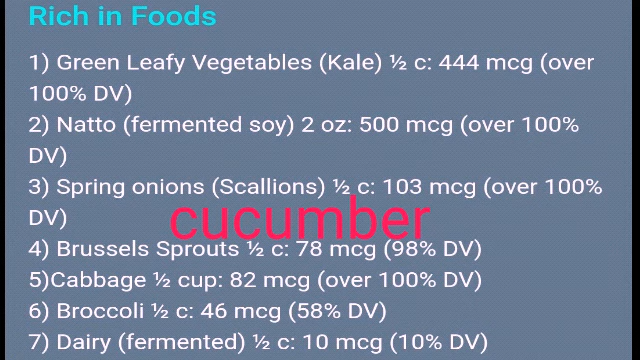 Rich in Foods
1) Green Leafy Vegetables (Kale) ½ c: 444 mcg (over
100% DV)
2) Natto (fermented soy) 2 oz: 500 mcg (over 100%
DV)
3) Spring onions (Scallions) ½ c: 103 mcg (over 100%
DV)
cucumber
4) Brussels Sprouts ½ c: 78 mcg (98% DV)
5)Cabbage ½ cup: 82 mcg (over 100% DV)
6) Broccoli ½ c: 46 mcg (58% DV)
7) Dairy (fermented) ½ c: 10 mcg (10% DV)